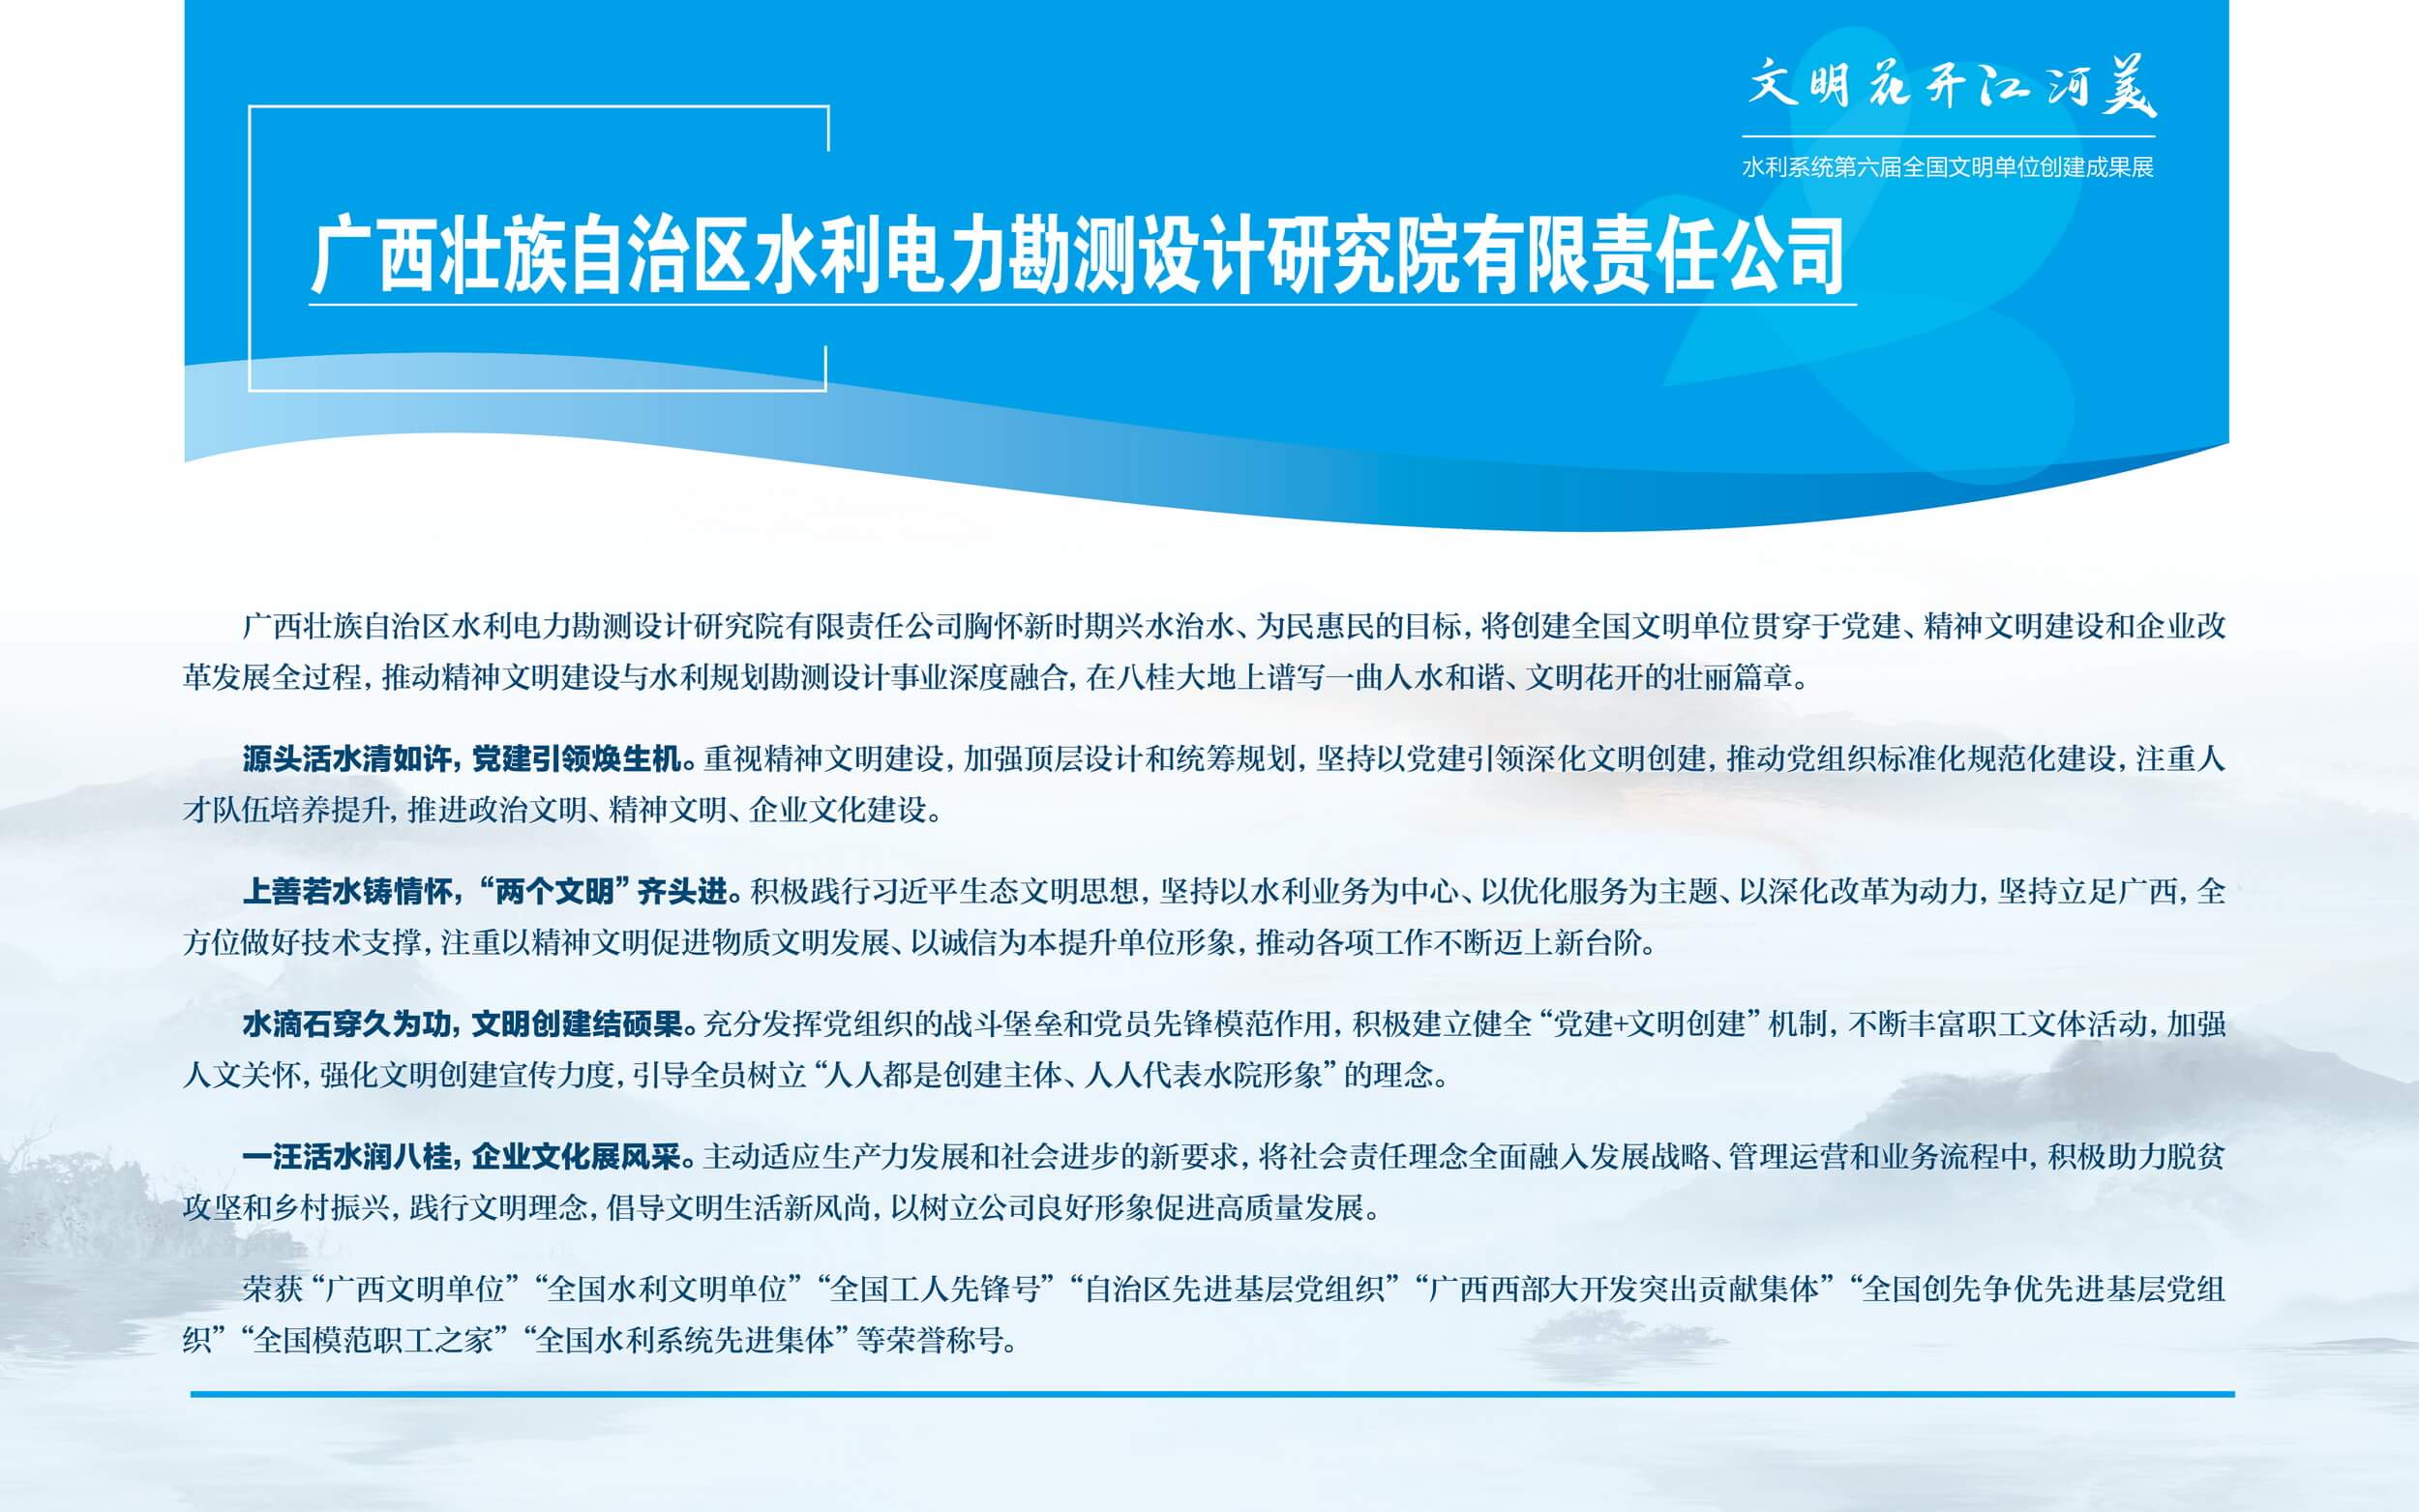 文明花开江河美
水利系统第六届全国文明单位创建成果展
广西壮族自治区水利电力勘测设计研究院有限责任公司
广西壮族自治区水利电力勘测设计研究院有限责任公司胸怀新时期兴水治水、为民惠民的目标,将创建全国文明单位贯穿于党建、精神文明建设和企业改
革发展全过程,推动精神文明建设与水利规划勘测设计事业深度融合,在八桂大地上谱写一曲人水和谐、文明花开的壮丽篇章。
源头活水清如许,党建引领焕生机。重视精神文明建设,加强顶层设计和统筹规划,坚持以党建引领深化文明创建,推动党组织标准化规范化建设,注重人
才队伍培养提升,推进政治文明、精神文明、企业文化建设。
上善若水铸情怀,“两个文明”齐头进。积极践行习近平生态文明思想,坚持以水利业务为中心、以优化服务为主题、以深化改革为动力,坚持立足广西,全
方位做好技术支撑,注重以精神文明促进物质文明发展、以诚信为本提升单位形象,推动各项工作不断迈上新台阶。
水滴石穿久为功,文明创建结硕果。充分发挥党组织的战斗堡垒和党员先锋模范作用,积极建立健全“党建+文明创建”机制,不断丰富职工文体活动,加强
人文关怀,强化文明创建宣传力度,引导全员树立“人人都是创建主体、人人代表水院形象”的理念。
一汪活水润八桂,企业文化展风采。主动适应生产力发展和社会进步的新要求,将社会责任理念全面融入发展战略、管理运营和业务流程中,积极助力脱贫
攻坚和乡村振兴,践行文明理念,倡导文明生活新风尚,以树立公司良好形象促进高质量发展。
荣获“广西文明单位”“全国水利文明单位”“全国工人先锋号”“自治区先进基层党组织”“广西西部大开发突出贡献集体”“全国创先争优先进基层党组
织”“全国模范职工之家”“全国水利系统先进集体”等荣誉称号。